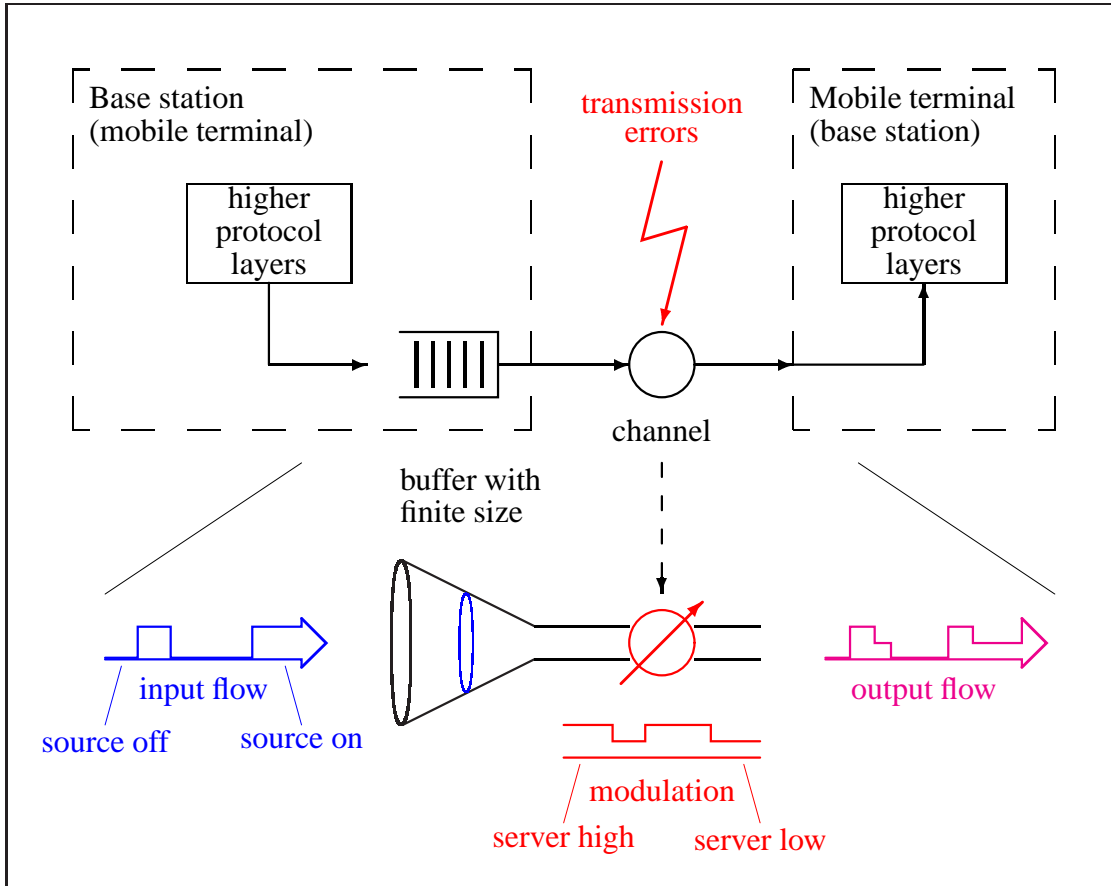 Base station
(mobile terminal)
transmission
errors
Mobile terminal
(base station)
higher
protocol
layers
higher
protocol
layers
channel
buffer with
finite size
input flow
output flow
source off
source on
modulation
server high
server low